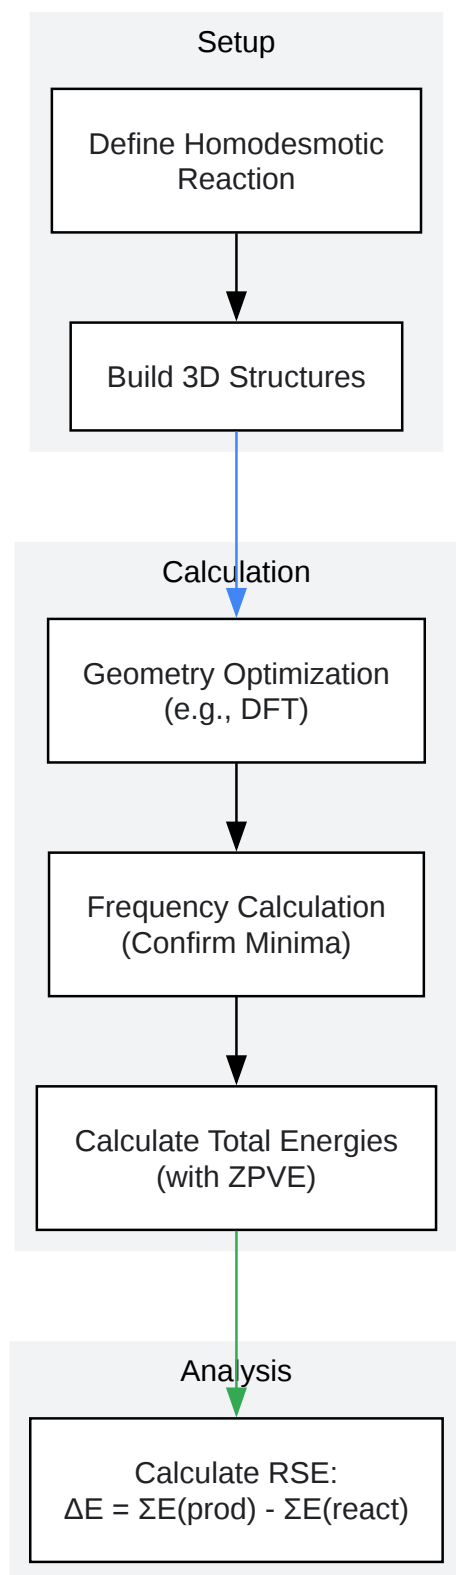 Setup
Define Homodesmotic
Reaction
Build 3D Structures
Calculation
Geometry Optimization
(e.g., DFT)
Frequency Calculation
(Confirm Minima)
Calculate Total Energies
(with ZPVE)
Analysis
Calculate RSE:
ΔE = ΣE(prod) - ΣE(react)